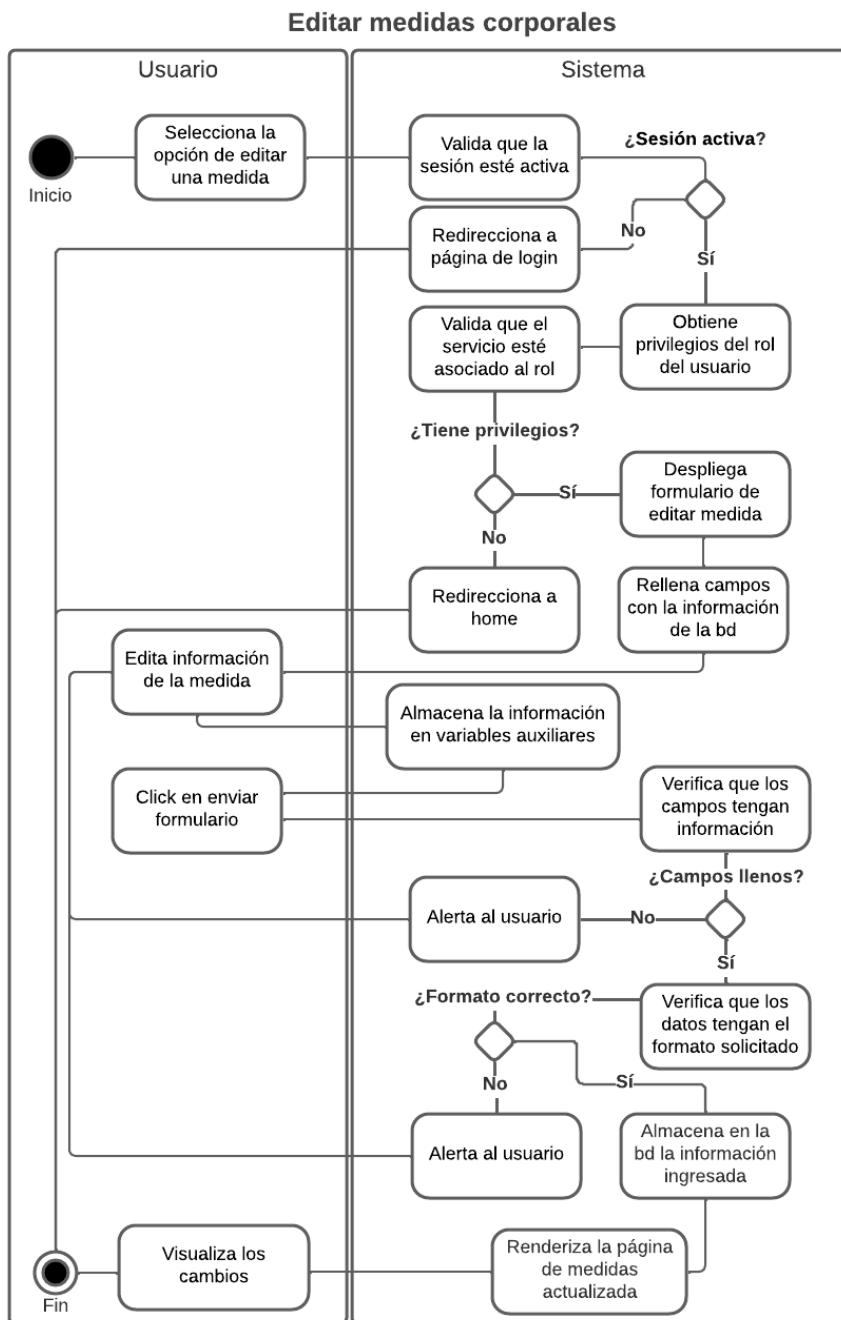 Editar medidas corporales
Usuario
Sistema
Inicio
Selecciona la
opción de editar
una medida
Valida que la
sesión esté activa
¿Sesión activa?
No
Sí
Redirecciona a
página de login
Obtiene
privilegios del rol
del usuario
Valida que el
servicio esté
asociado al rol
¿Tiene privilegios?
Sí
No
Despliega
formulario de
editar medida
Redirecciona a
home
Rellena campos
con la información
de la bd
Edita información
de la medida
Almacena la información
en variables auxiliares
Click en enviar
formulario
Verifica que los
campos tengan
información
¿Campos llenos?
No
Sí
Alerta al usuario
Verifica que los
datos tengan el
formato solicitado
¿Formato correcto?
No
Sí
Alerta al usuario
Almacena en la
bd la información
ingresada
Renderiza la página
de medidas
actualizada
Visualiza los
cambios
Fin